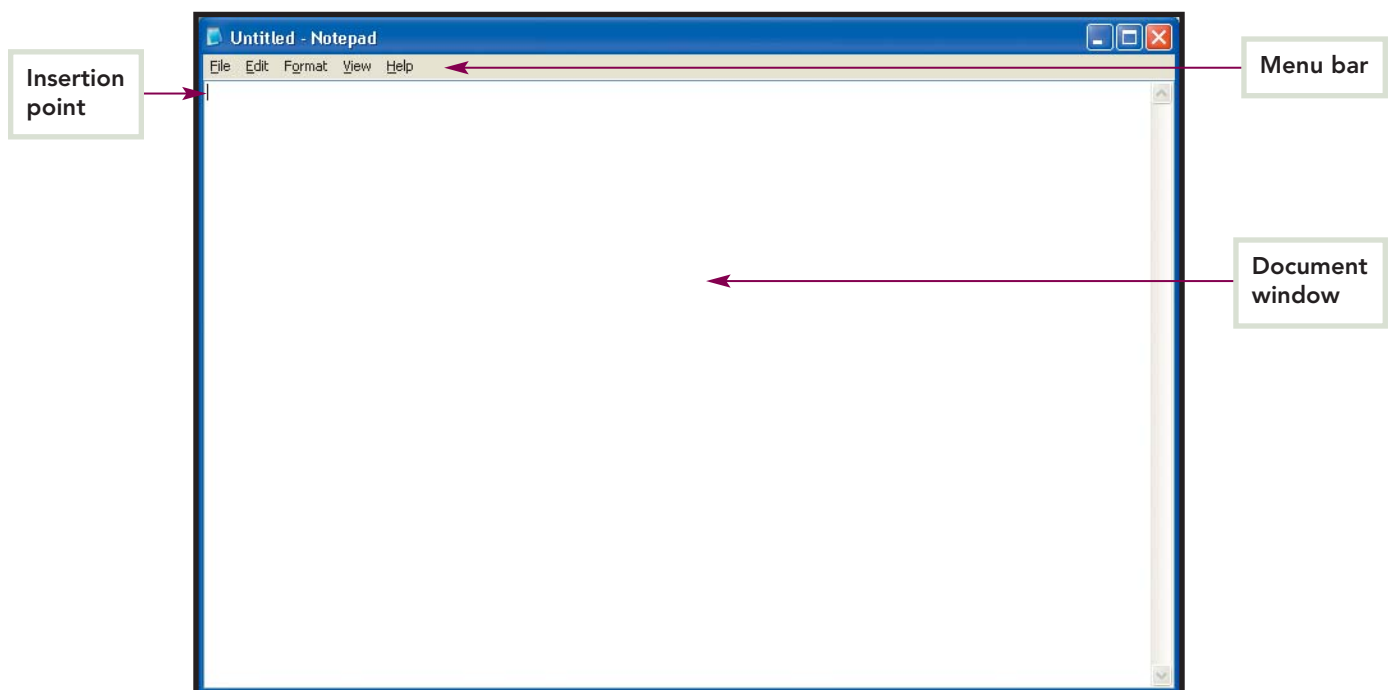 Untitled - Notepad
File Edit Format View Help
Insertion
point
Menu bar
Document
window